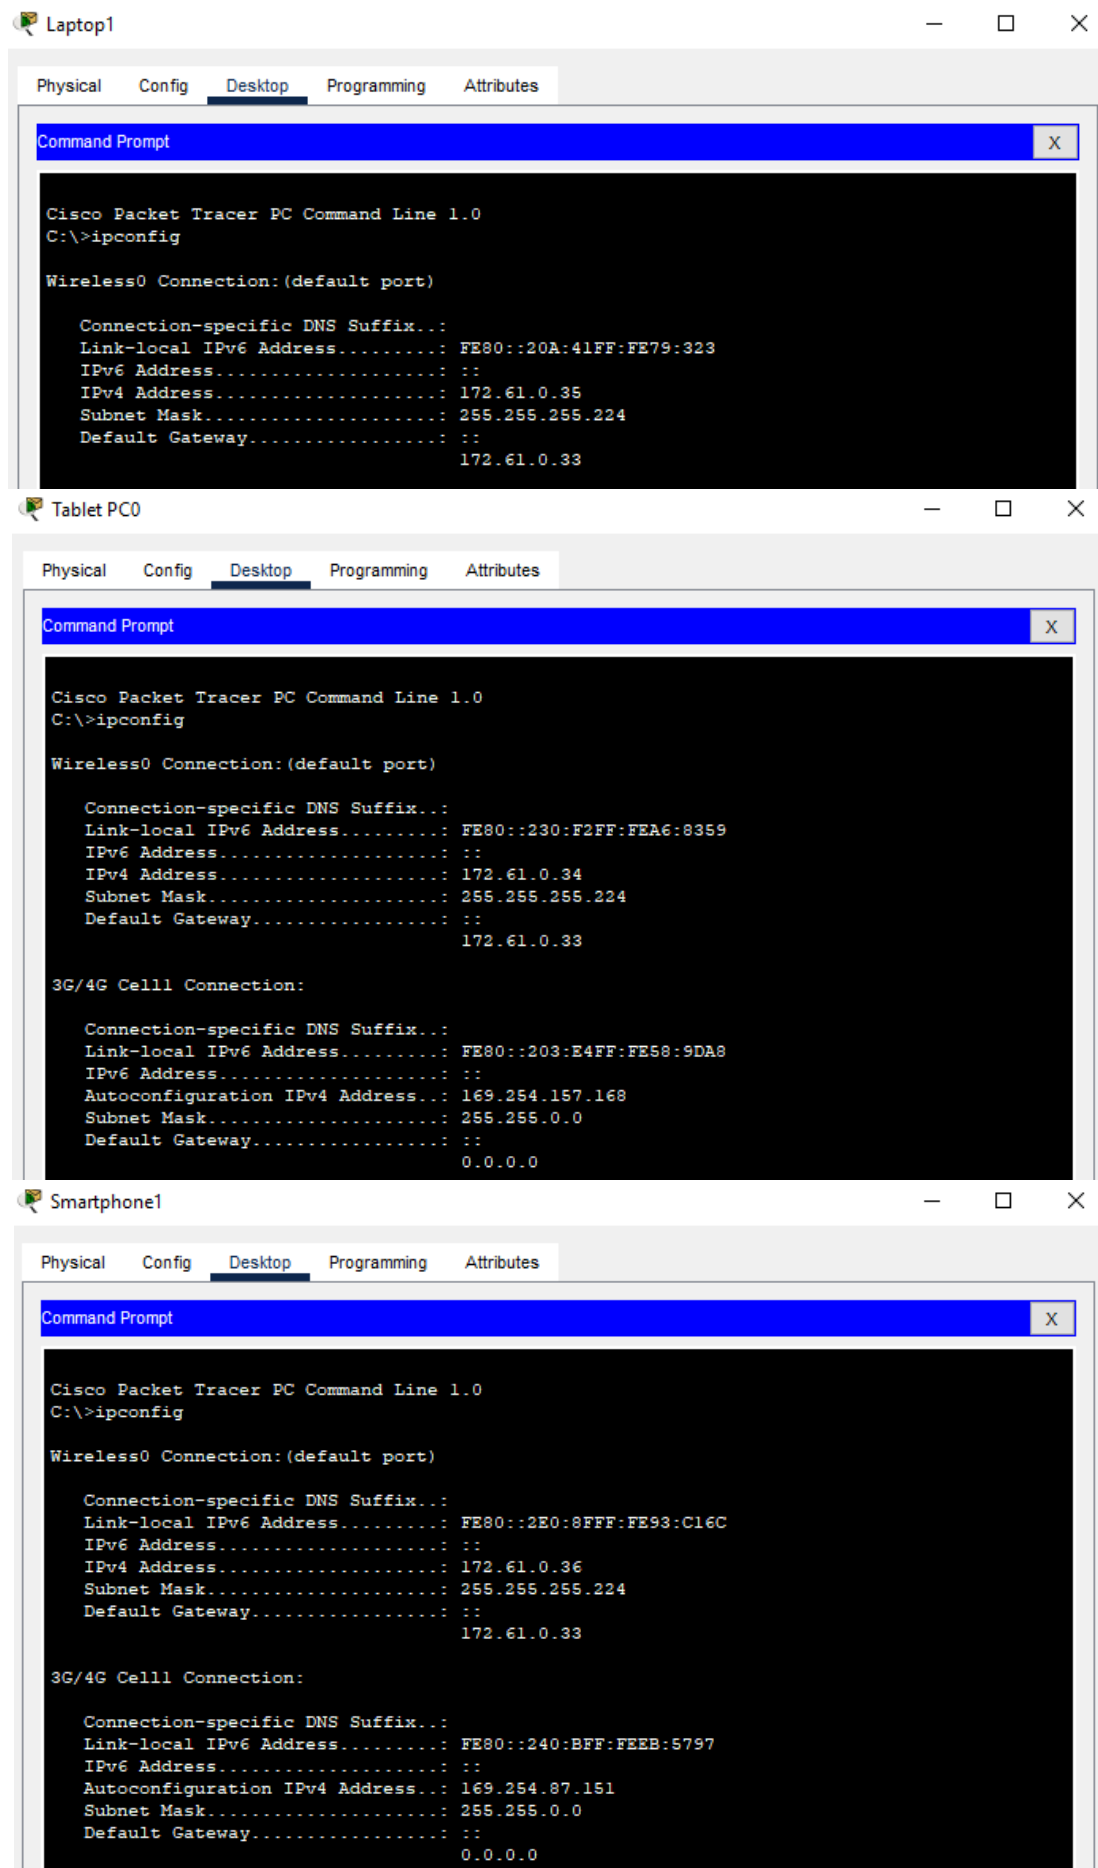 Laptop1
Physical Config Desktop Programming Attributes
Command Prompt X
Cisco Packet Tracer PC Command Line 1.0
C:\>ipconfig
Wireless0 Connection:(default port)
Connection-specific DNS Suffix..:
Link-local IPv6 Address.........: FE80::20A:41FF:FE79:323
IPv6 Address....................: ::
IPv4 Address....................: 172.61.0.35
Subnet Mask.....................: 255.255.255.224
Default Gateway.................: ::
172.61.0.33
Tablet PC0
Physical Config Desktop Programming Attributes
Command Prompt X
Cisco Packet Tracer PC Command Line 1.0
C:\>ipconfig
Wireless0 Connection:(default port)
Connection-specific DNS Suffix..:
Link-local IPv6 Address.........: FE80::230:F2FF:FEA6:8359
IPv6 Address....................: ::
IPv4 Address....................: 172.61.0.34
Subnet Mask.....................: 255.255.255.224
Default Gateway.................: ::
172.61.0.33
3G/4G Cell1 Connection:
Connection-specific DNS Suffix..:
Link-local IPv6 Address.........: FE80::203:E4FF:FE58:9DA8
IPv6 Address....................: ::
Autoconfiguration IPv4 Address..: 169.254.157.168
Subnet Mask.....................: 255.255.0.0
Default Gateway.................: ::
0.0.0.0
Smartphone1
Physical Config Desktop Programming Attributes
Command Prompt X
Cisco Packet Tracer PC Command Line 1.0
C:\>ipconfig
Wireless0 Connection:(default port)
Connection-specific DNS Suffix..:
Link-local IPv6 Address.........: FE80::2E0:8FFF:FE93:C16C
IPv6 Address....................: ::
IPv4 Address....................: 172.61.0.36
Subnet Mask.....................: 255.255.255.224
Default Gateway.................: ::
172.61.0.33
3G/4G Cell1 Connection:
Connection-specific DNS Suffix..:
Link-local IPv6 Address.........: FE80::240:BFF:FEEB:5797
IPv6 Address....................: ::
Autoconfiguration IPv4 Address..: 169.254.87.151
Subnet Mask.....................: 255.255.0.0
Default Gateway.................: ::
0.0.0.0